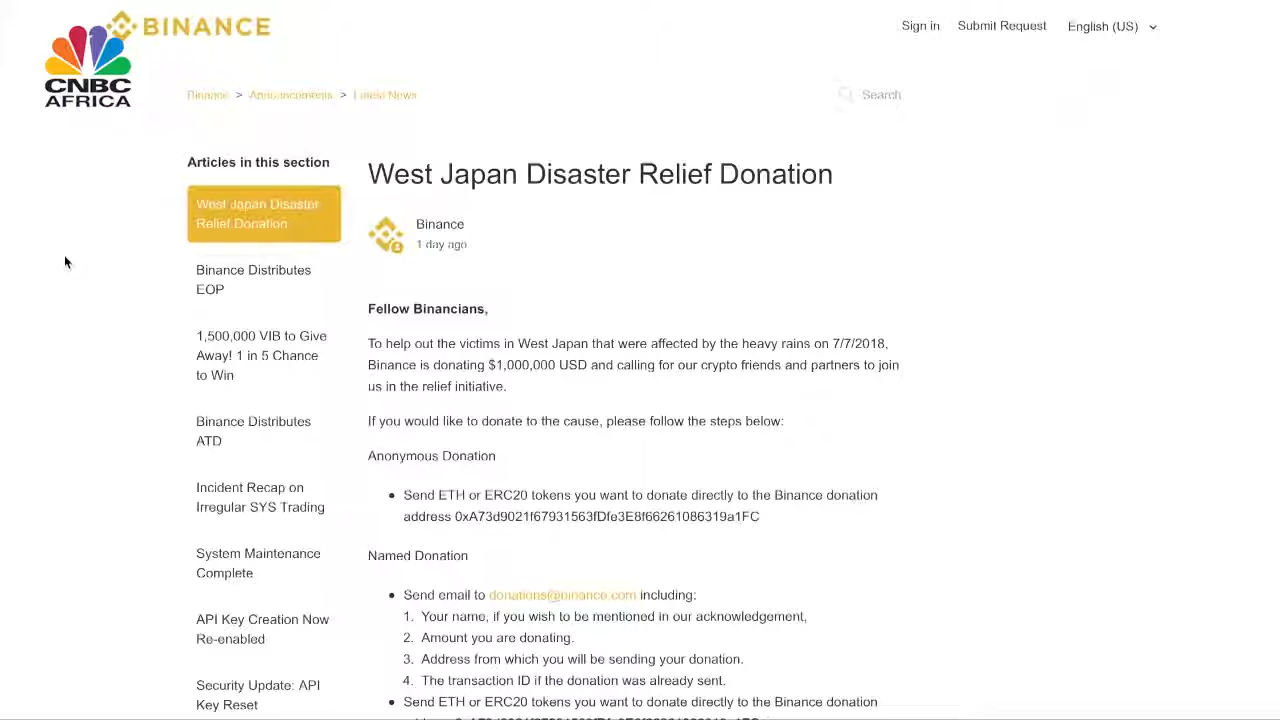 BINANCE
CNBC
AFRICA
Sign in
Submit Request
English (US)
Binance > Announcements > Latest News
Search
Articles in this section
West Japan Disaster
Relief Donation
Binance Distributes
EOP
1,500,000 VIB to Give
Away! 1 in 5 Chance
to Win
Binance Distributes
ATD
Incident Recap on
Irregular SYS Trading
System Maintenance
Complete
API Key Creation Now
Re-enabled
Security Update: API
Key Reset
West Japan Disaster Relief Donation
Binance
1 day ago
Fellow Binancians,
To help out the victims in West Japan that were affected by the heavy rains on 7/7/2018,
Binance is donating $1,000,000 USD and calling for our crypto friends and partners to join
us in the relief initiative.
If you would like to donate to the cause, please follow the steps below:
Anonymous Donation
• Send ETH or ERC20 tokens you want to donate directly to the Binance donation
address 0xA73d9021f67931563fDfe3E8f66261086319a1FC
Named Donation
• Send email to donations@binance.com including:
1. Your name, if you wish to be mentioned in our acknowledgement,
2. Amount you are donating.
3. Address from which you will be sending your donation.
4. The transaction ID if the donation was already sent.
• Send ETH or ERC20 tokens you want to donate directly to the Binance donation